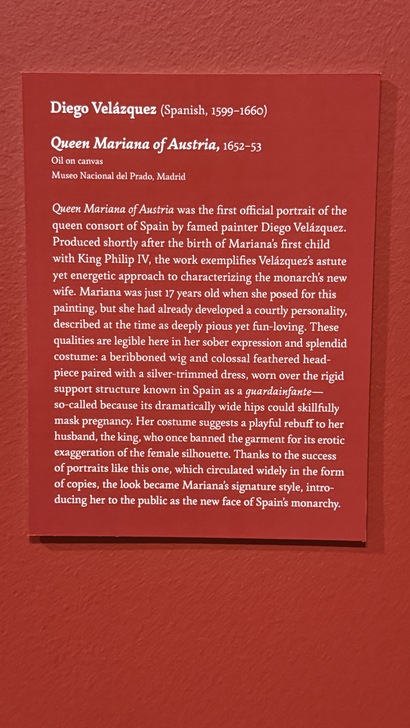 Diego Velázquez (Spanish, 1599–1660)
Queen Mariana of Austria, 1652–53
Oil on canvas
Museo Nacional del Prado, Madrid
Queen Mariana of Austria was the first official portrait of the
queen consort of Spain by famed painter Diego Velázquez.
Produced shortly after the birth of Mariana's first child
with King Philip IV, the work exemplifies Velázquez's astute
yet energetic approach to characterizing the monarch's new
wife. Mariana was just 17 years old when she posed for this
painting, but she had already developed a courtly personality,
described at the time as deeply pious yet fun-loving. These
qualities are legible here in her sober expression and splendid
costume: a beribboned wig and colossal feathered head-
piece paired with a silver-trimmed dress, worn over the rigid
support structure known in Spain as a guardainfante—
so-called because its dramatically wide hips could skillfully
mask pregnancy. Her costume suggests a playful rebuff to her
husband, the king, who once banned the garment for its erotic
exaggeration of the female silhouette. Thanks to the success
of portraits like this one, which circulated widely in the form
of copies, the look became Mariana's signature style, intro-
ducing her to the public as the new face of Spain's monarchy.